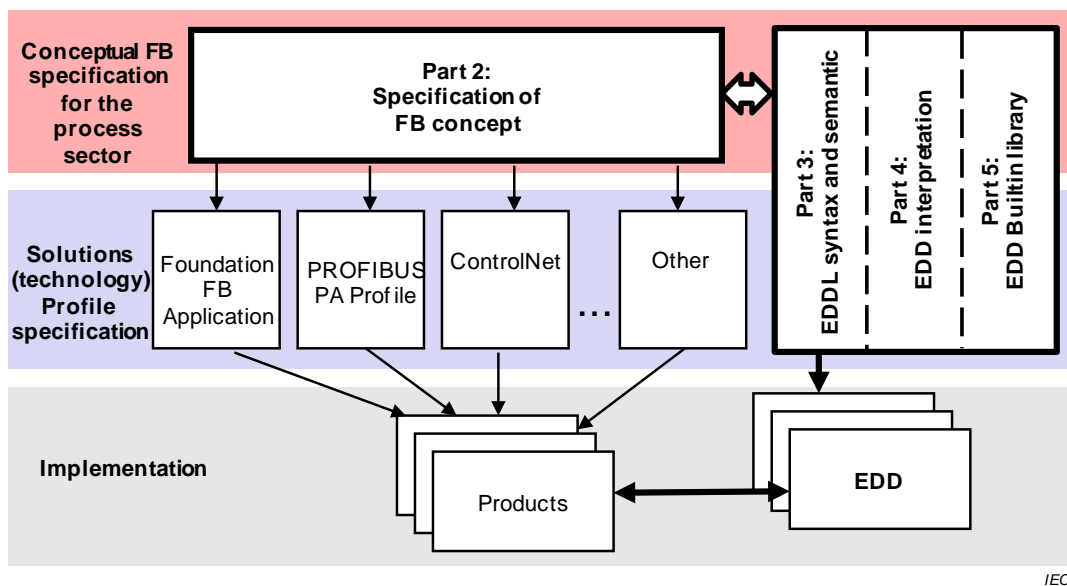 Conceptual FB
specification
for the
process
sector
Part 2:
Specification of
FB concept
Part 3:
EDDL syntax and semantic
Part 4:
EDD interpretation
Part 5:
EDD Builtin library
Solutions
(technology)
Profile
specification
Foundation
FB
Application
PROFIBUS
PA Profile
ControlNet
...
Other
Implementation
Products
EDD
IEC